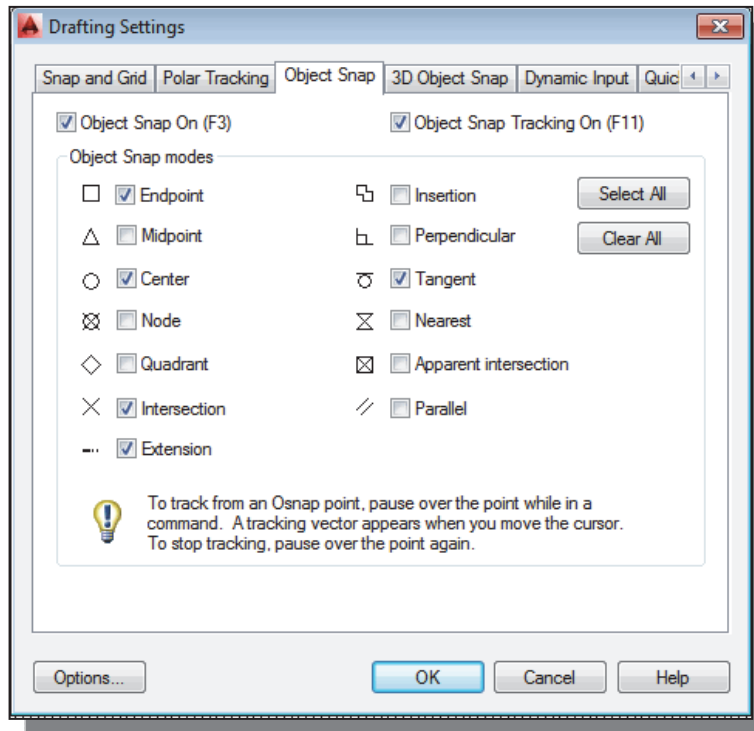 Drafting Settings
Snap and Grid Polar Tracking Object Snap 3D Object Snap Dynamic Input Quic
Object Snap On (F3) Object Snap Tracking On (F11)
Object Snap modes
Endpoint Insertion Select All
Midpoint Perpendicular Clear All
Center Tangent
Node Nearest
Quadrant Apparent intersection
Intersection Parallel
Extension
To track from an Osnap point, pause over the point while in a
command. A tracking vector appears when you move the cursor.
To stop tracking, pause over the point again.
Options... OK Cancel Help